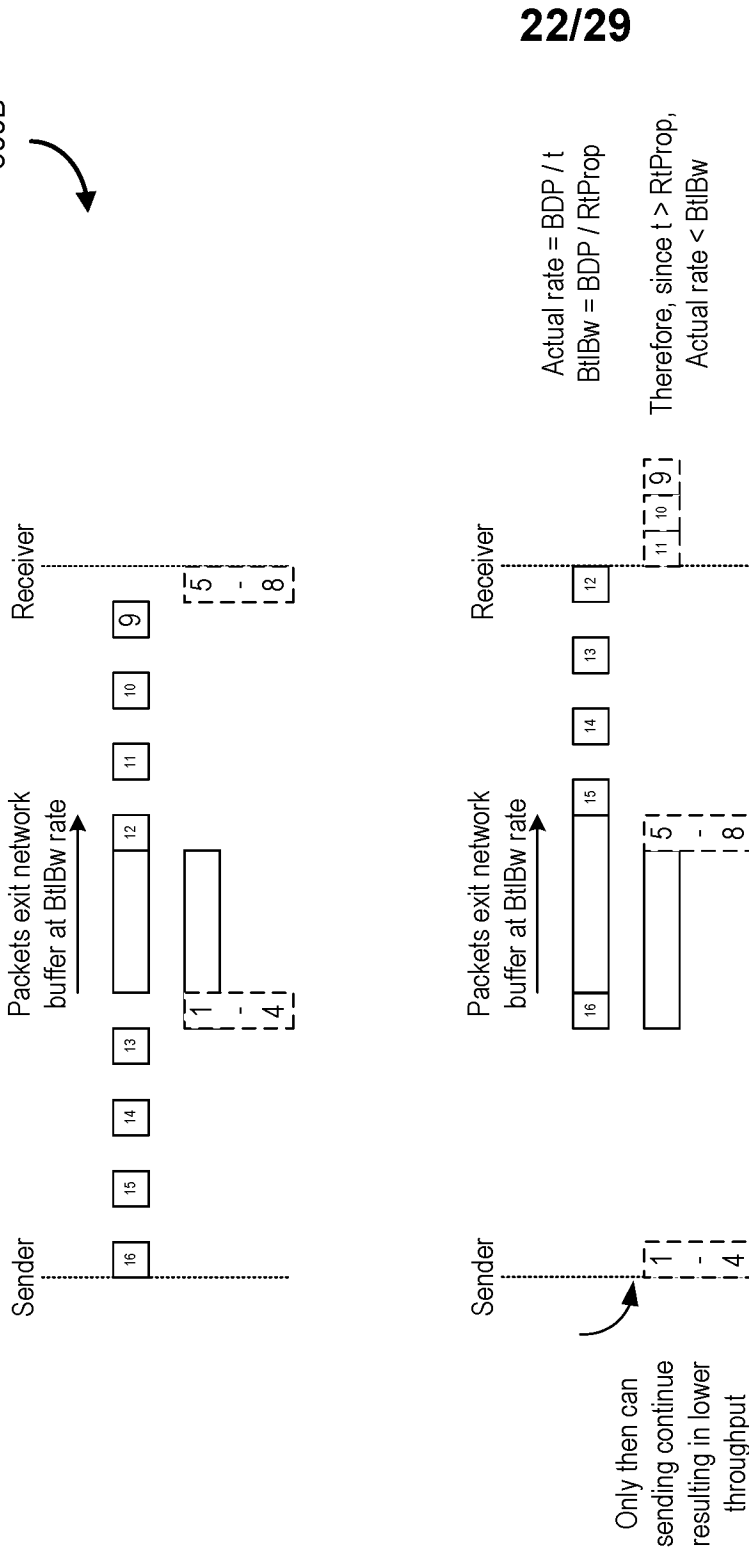 22/29
Sender
Receiver
Packets exit network
buffer at BtlBw rate
16
15
14
13
12
11
10
9
1 - 4
5 - 8
Sender
Receiver
Packets exit network
buffer at BtlBw rate
16
15
14
13
12
1 - 4
5 - 8
11
10
9
Only then can
sending continue
resulting in lower
throughput
Actual rate = BDP / t
BtlBw = BDP / RtProp
Therefore, since t > RtProp,
Actual rate < BtlBw